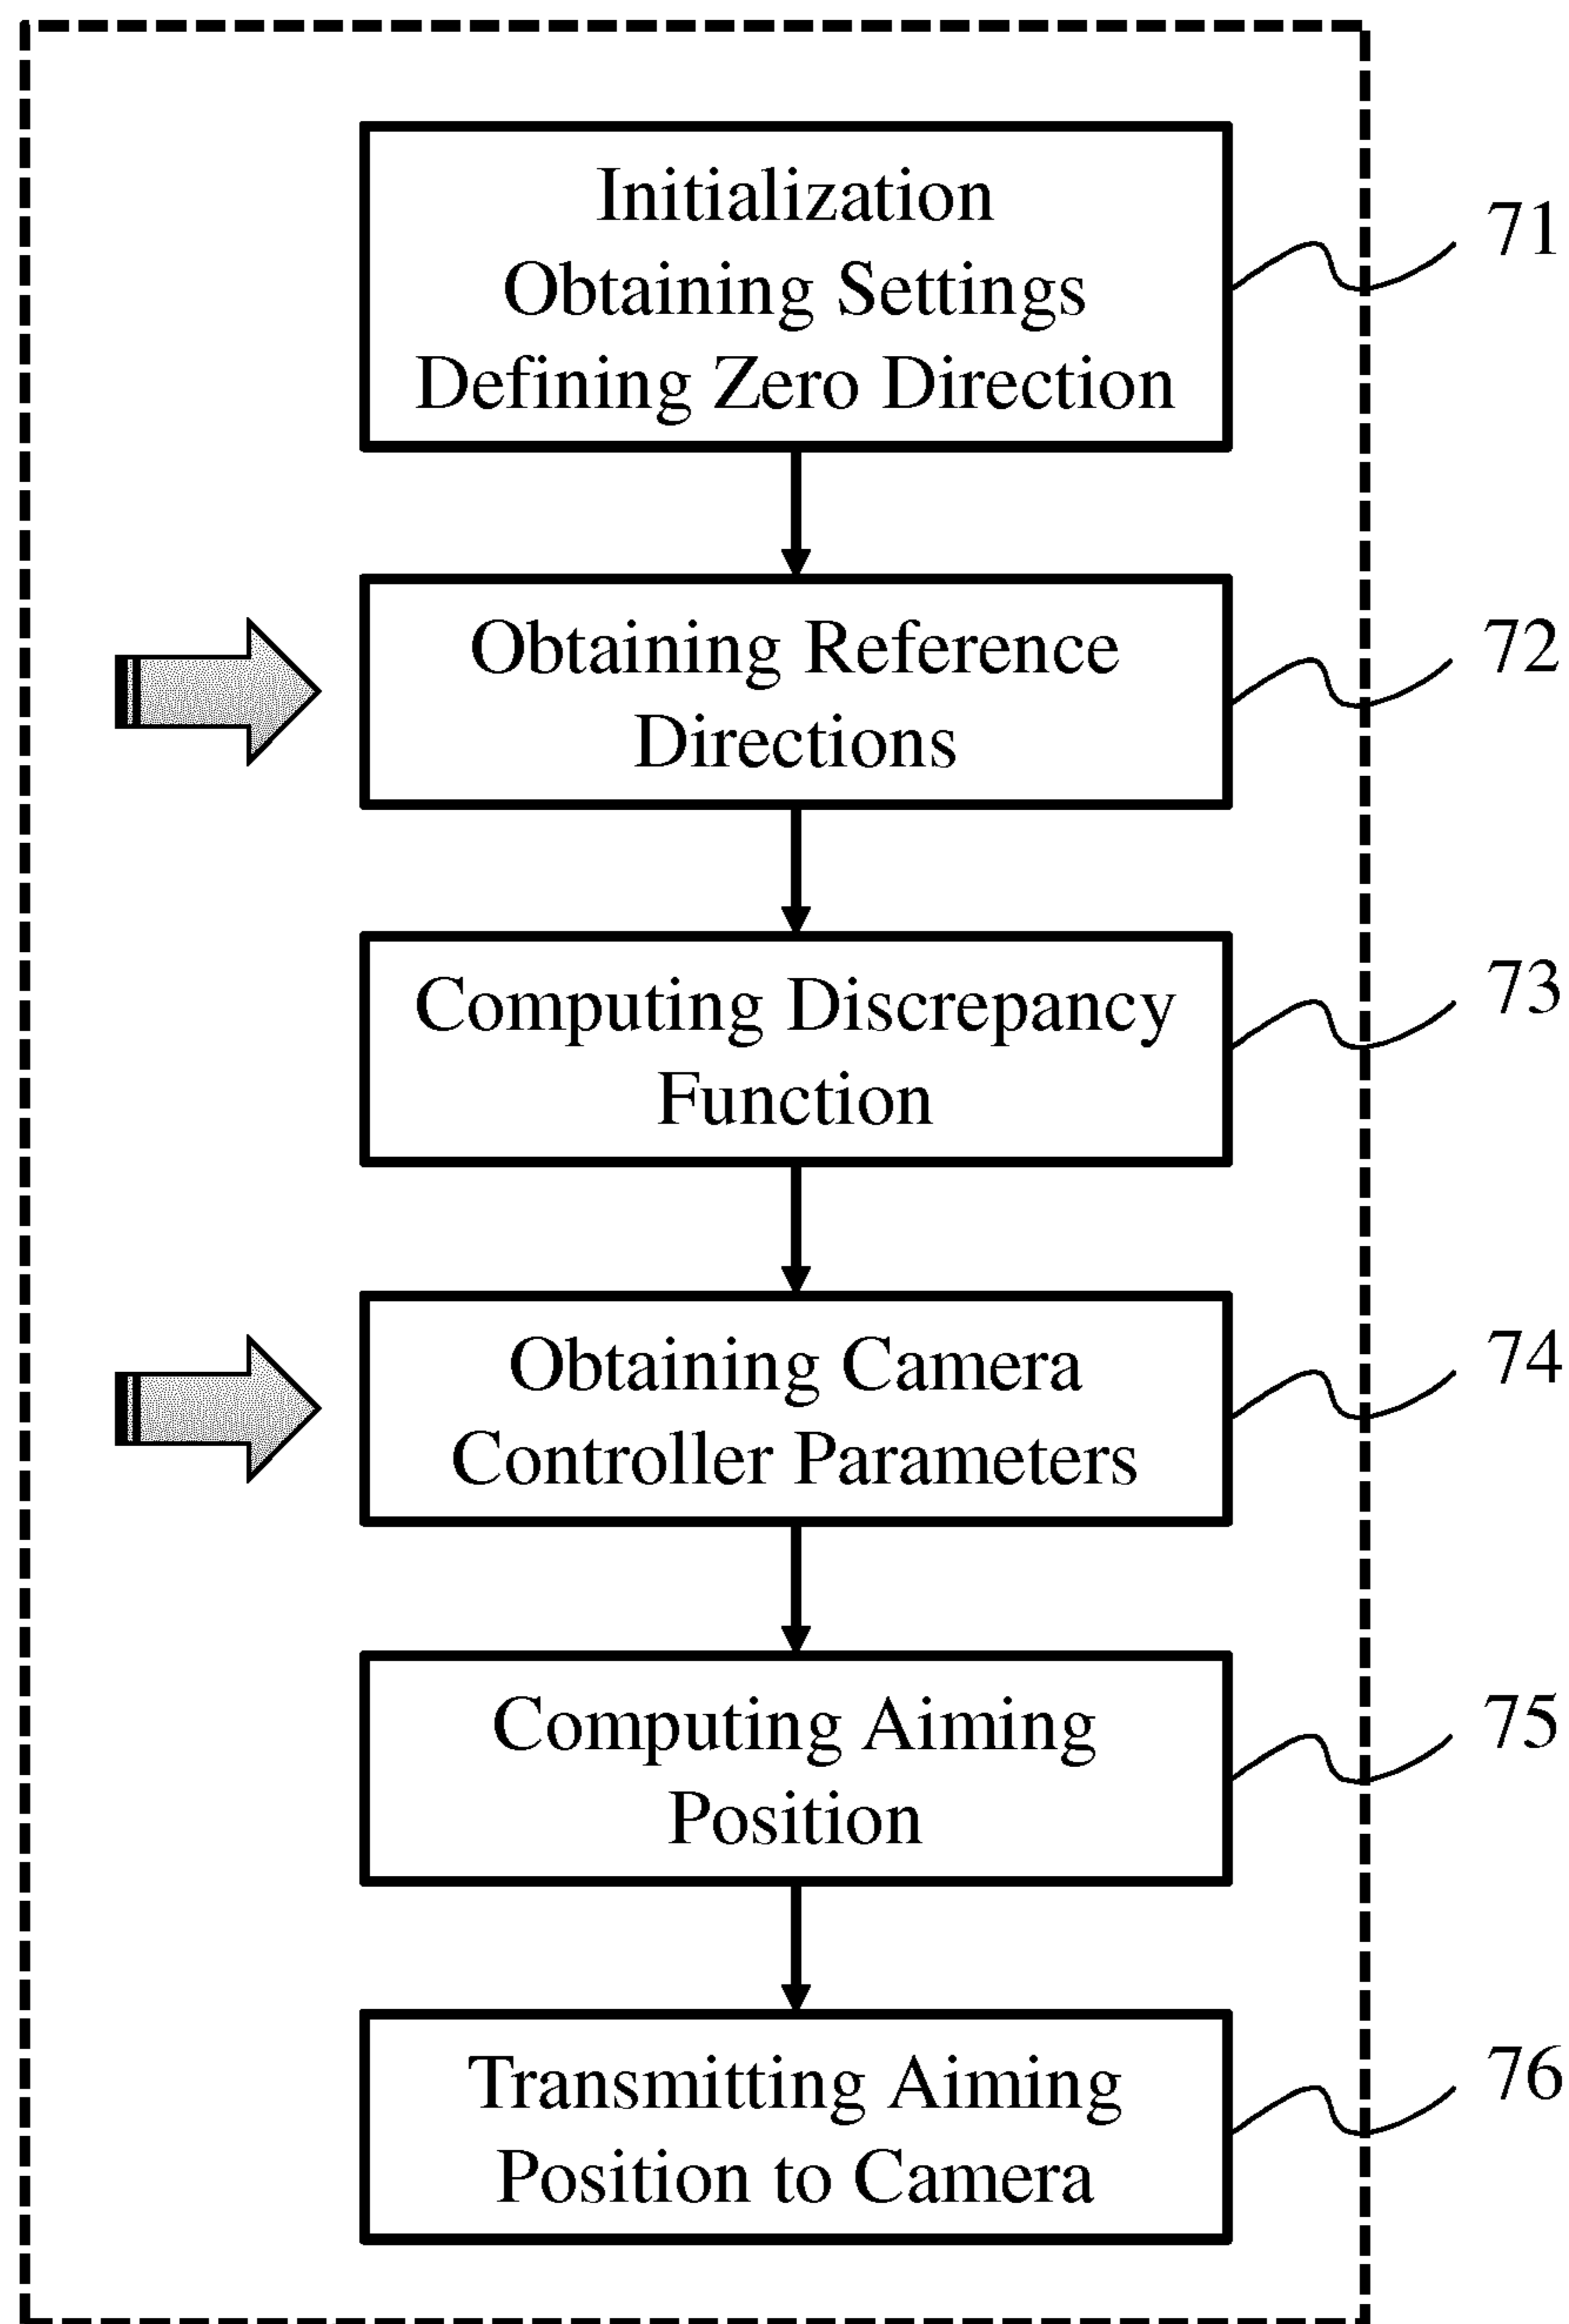 Initialization
Obtaining Settings
Defining Zero Direction
71
Obtaining Reference
Directions
72
Computing Discrepancy
Function
73
Obtaining Camera
Controller Parameters
74
Computing Aiming
Position
75
Transmitting Aiming
Position to Camera
76